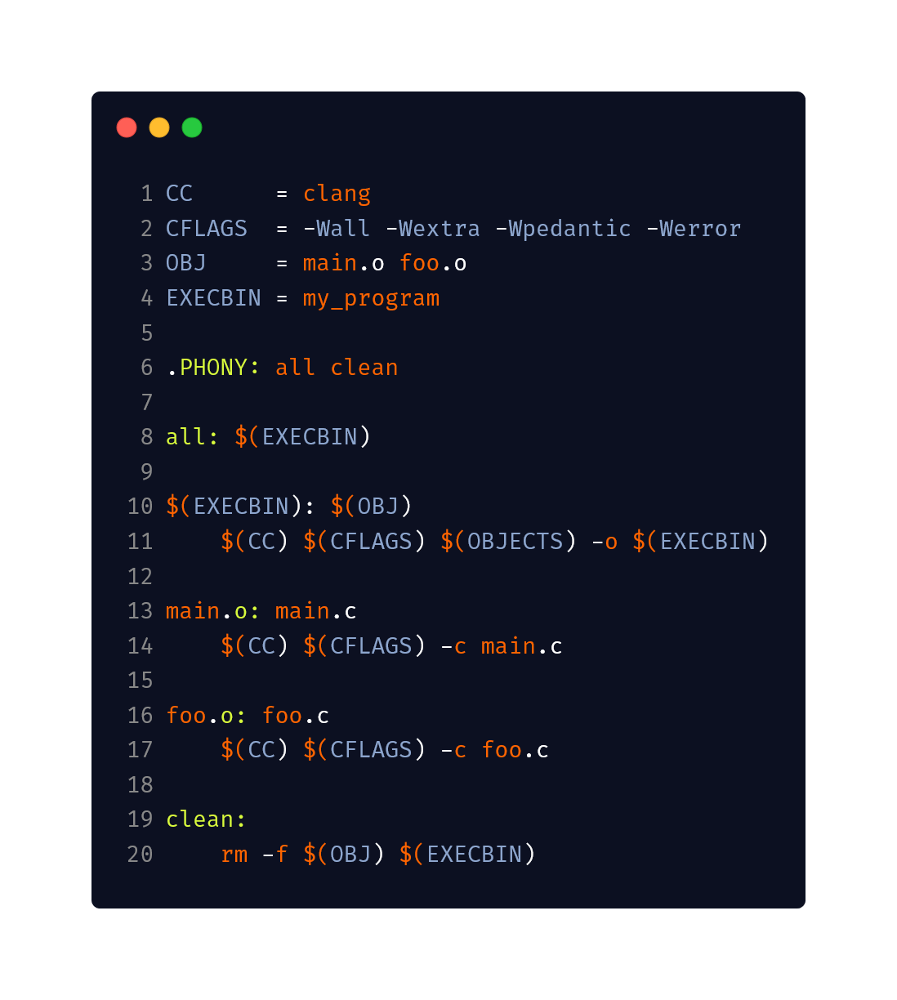 1 CC      = clang
2 CFLAGS  = -Wall -Wextra -Wpedantic -Werror
3 OBJ     = main.o foo.o
4 EXECBIN = my_program
5
6 .PHONY: all clean
7
8 all: $(EXECBIN)
9
10 $(EXECBIN): $(OBJ)
11     $(CC) $(CFLAGS) $(OBJECTS) -o $(EXECBIN)
12
13 main.o: main.c
14     $(CC) $(CFLAGS) -c main.c
15
16 foo.o: foo.c
17     $(CC) $(CFLAGS) -c foo.c
18
19 clean:
20     rm -f $(OBJ) $(EXECBIN)